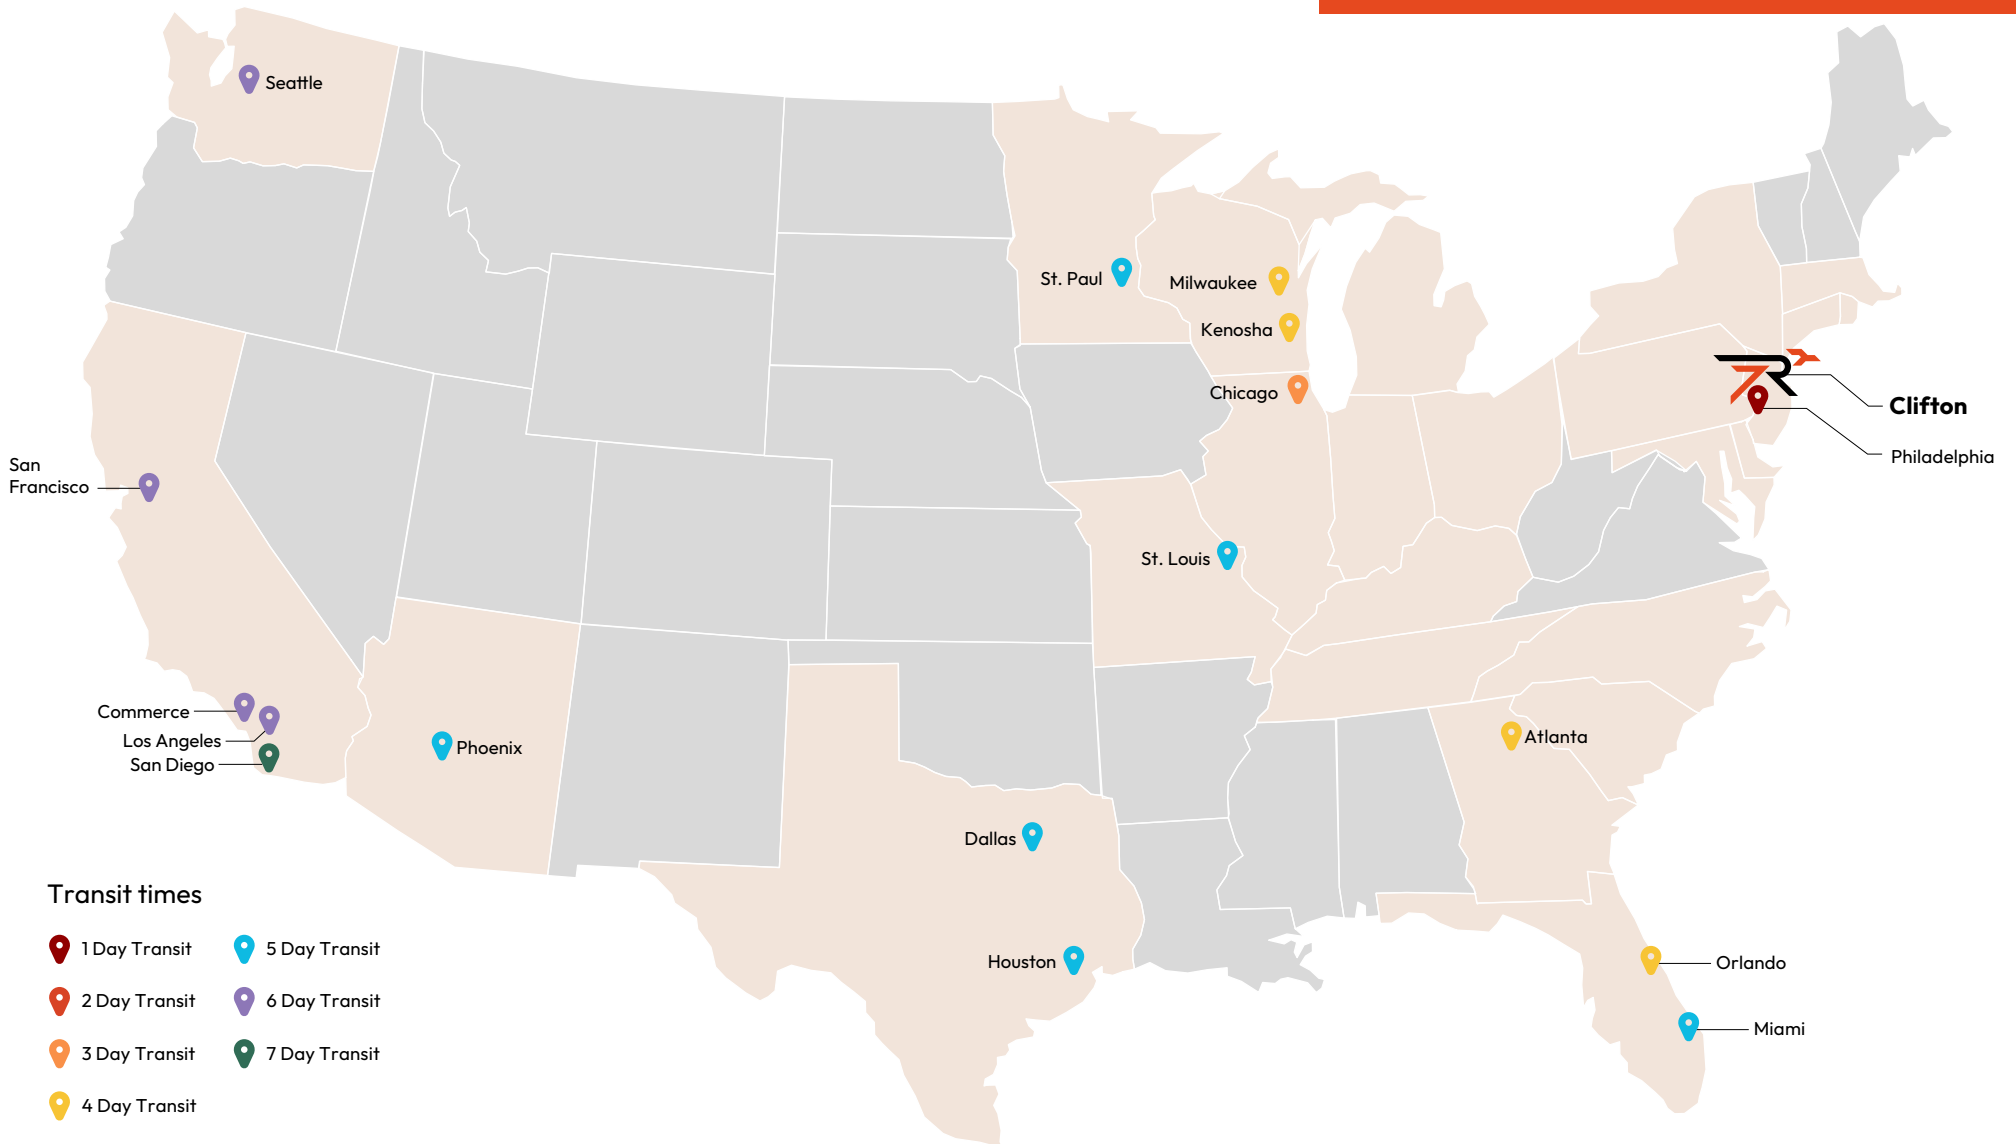 Seattle
St. Paul
Milwaukee
Kenosha
Chicago
Clifton
Philadelphia
San
Francisco
St. Louis
Commerce
Los Angeles
San Diego
Phoenix
Atlanta
Dallas
Houston
Orlando
Miami
Transit times
1 Day Transit
2 Day Transit
3 Day Transit
4 Day Transit
5 Day Transit
6 Day Transit
7 Day Transit